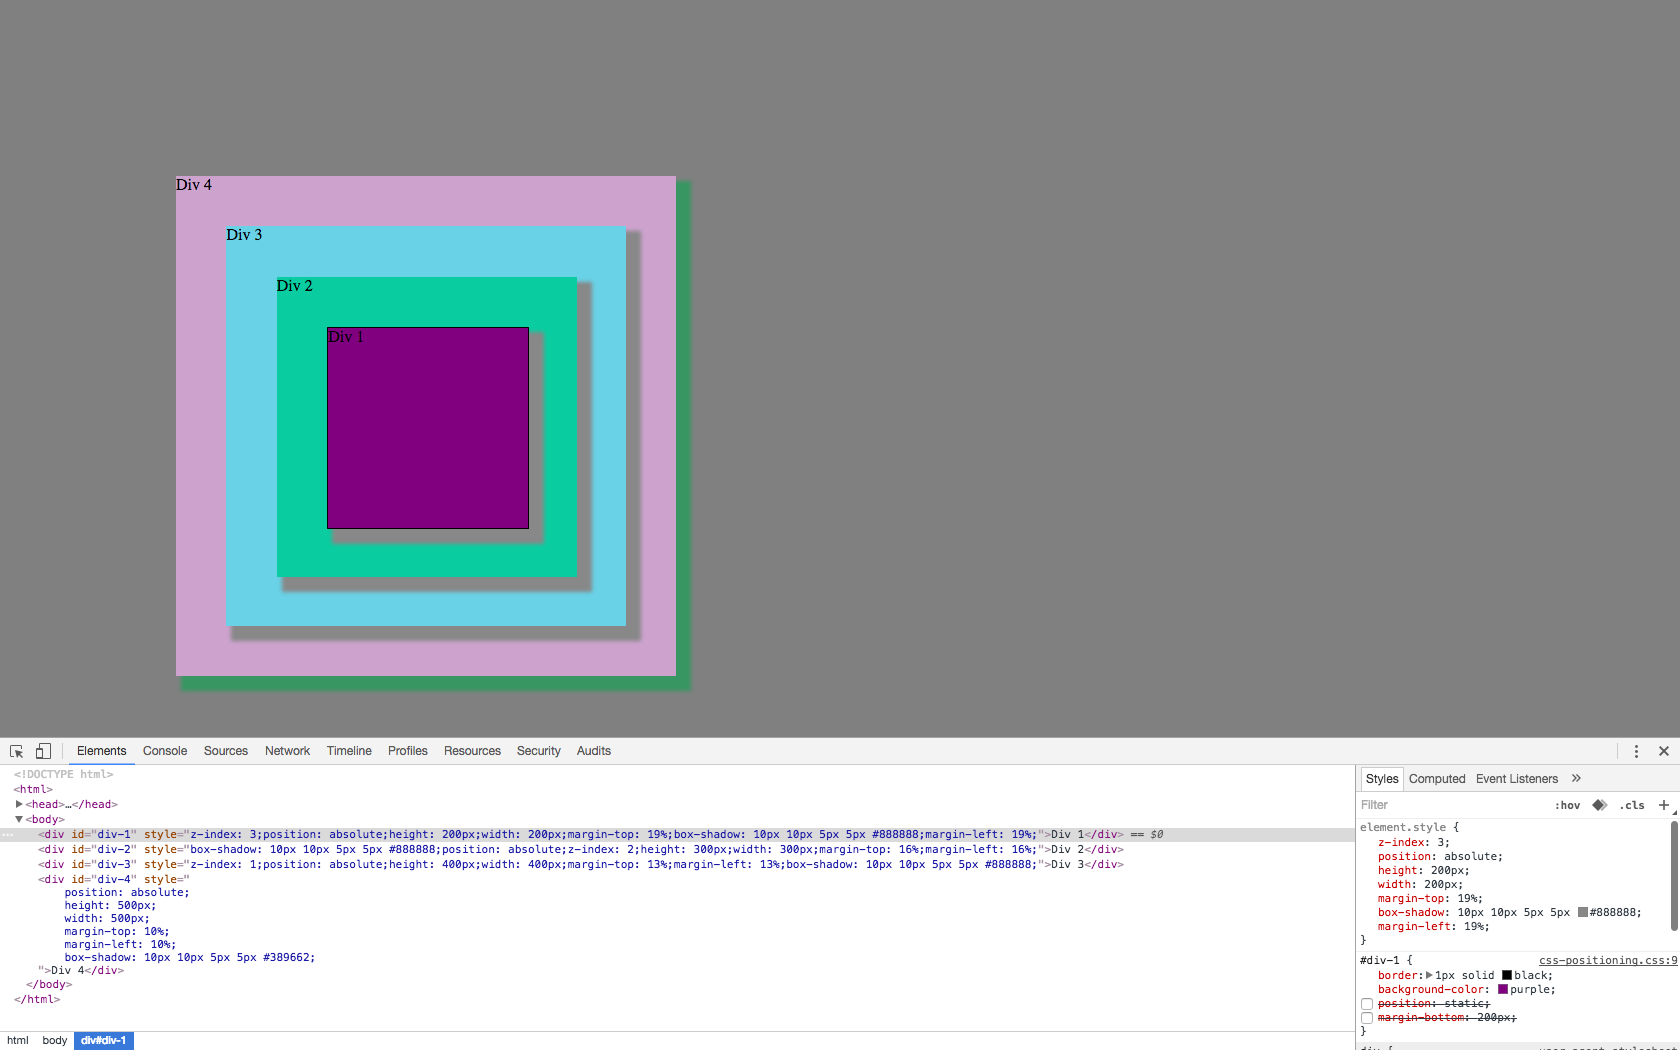 Div 4
Div 3
Div 2
Div 1
Elements Console Sources Network Timeline Profiles Resources Security Audits
<!DOCTYPE html>
<html>
<head>…</head>
<body>
<div id="div-1" style="z-index: 3;position: absolute;height: 200px;width: 200px;margin-top: 19%;box-shadow: 10px 10px 5px 5px #888888;margin-left: 19%;">Div 1</div> == $0
<div id="div-2" style="box-shadow: 10px 10px 5px 5px #888888;position: absolute;z-index: 2;height: 300px;width: 300px;margin-top: 16%;margin-left: 16%;">Div 2</div>
<div id="div-3" style="z-index: 1;position: absolute;height: 400px;width: 400px;margin-top: 13%;margin-left: 13%;box-shadow: 10px 10px 5px 5px #888888;">Div 3</div>
<div id="div-4" style="
position: absolute;
height: 500px;
width: 500px;
margin-top: 10%;
margin-left: 10%;
box-shadow: 10px 10px 5px 5px #389662;
">Div 4</div>
</body>
</html>
html body div#div-1
Styles Computed Event Listeners »
Filter :hov .cls +
element.style {
z-index: 3;
position: absolute;
height: 200px;
width: 200px;
margin-top: 19%;
box-shadow: 10px 10px 5px 5px #888888;
margin-left: 19%;
}
#div-1 { css-positioning.css:9
border: 1px solid black;
background-color: purple;
position: static;
margin-bottom: 200px;
}
div { user agent stylesheet